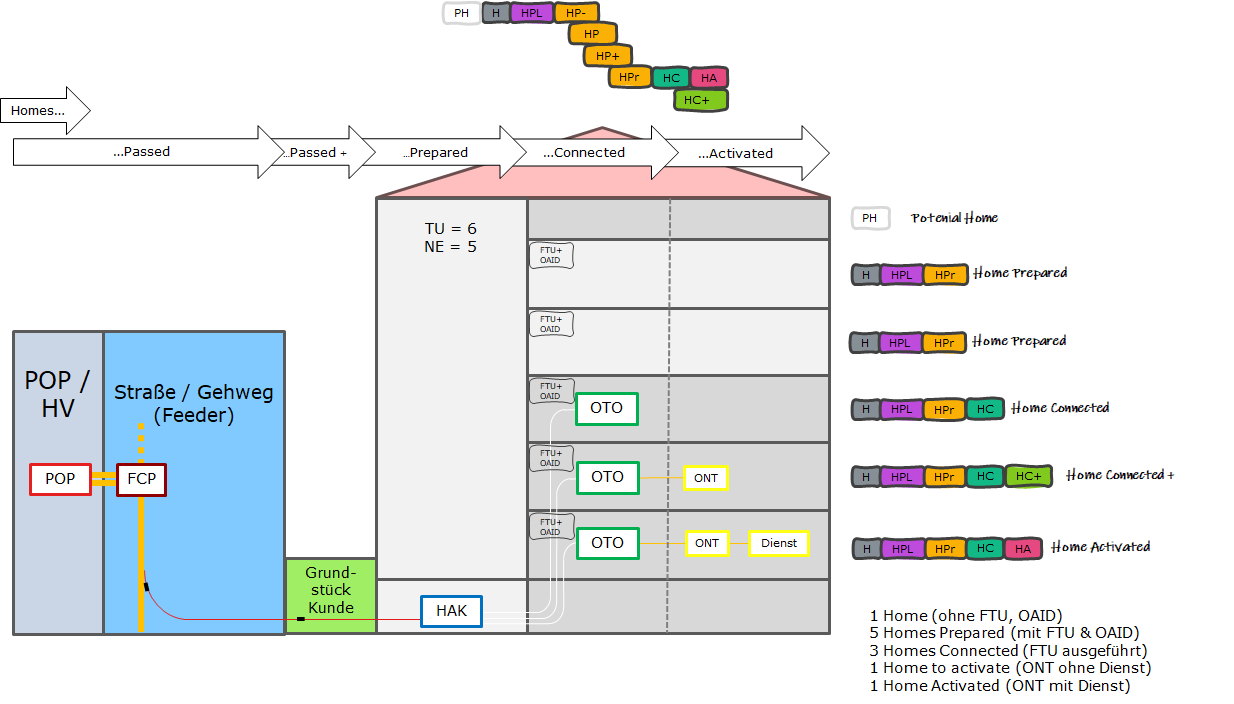 PH H HPL HP-
HP
HP+
HPr HC HA
HC+
Homes...
...Passed
...Passed +
...Prepared
...Connected
...Activated
TU = 6
NE = 5
PH Potenial Home
FTU+
OAID
H HPL HPr Home Prepared
FTU+
OAID
H HPL HPr Home Prepared
POP /
HV
Straße / Gehweg
(Feeder)
FTU+
OAID
OTO
H HPL HPr HC Home Connected
POP
FCP
FTU+
OAID
OTO
ONT
H HPL HPr HC HC+ Home Connected +
FTU+
OAID
OTO
ONT
Dienst
H HPL HPr HC HA Home Activated
Grund-
stück
Kunde
HAK
1 Home (ohne FTU, OAID)
5 Homes Prepared (mit FTU & OAID)
3 Homes Connected (FTU ausgeführt)
1 Home to activate (ONT ohne Dienst)
1 Home Activated (ONT mit Dienst)